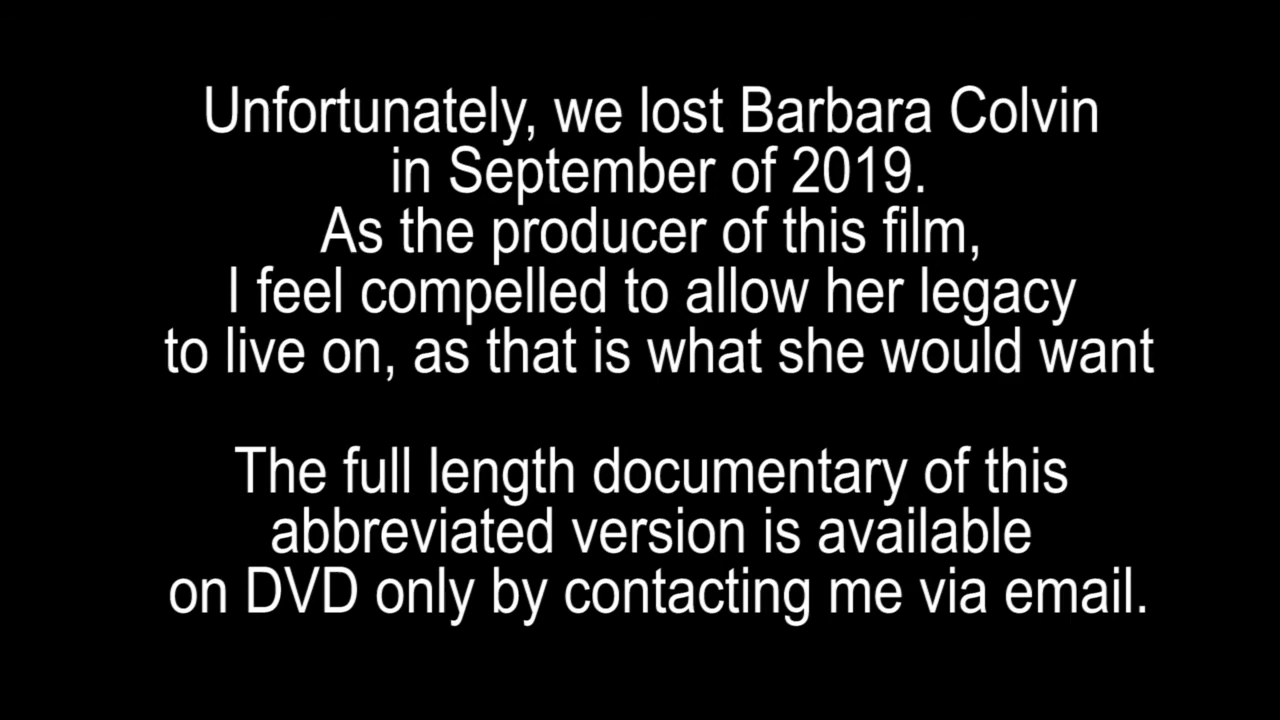 Unfortunately, we lost Barbara Colvin
in September of 2019.
As the producer of this film,
I feel compelled to allow her legacy
to live on, as that is what she would want
The full length documentary of this
abbreviated version is available
on DVD only by contacting me via email.